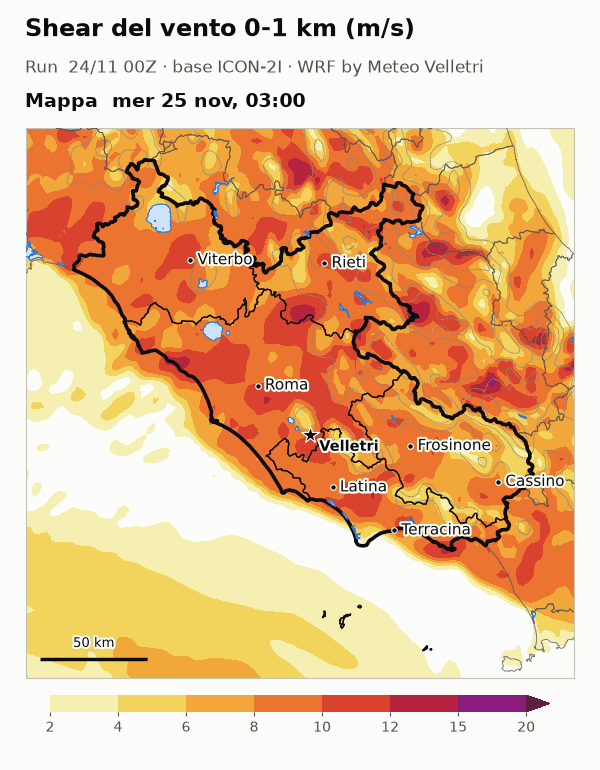 Shear del vento 0-1 km (m/s)
Run  24/11 00Z · base ICON-2I · WRF by Meteo Velletri
Mappa  mer 25 nov, 03:00
Viterbo
Rieti
Roma
Velletri
Frosinone
Cassino
Latina
Terracina
50 km
2 4 6 8 10 12 15 20